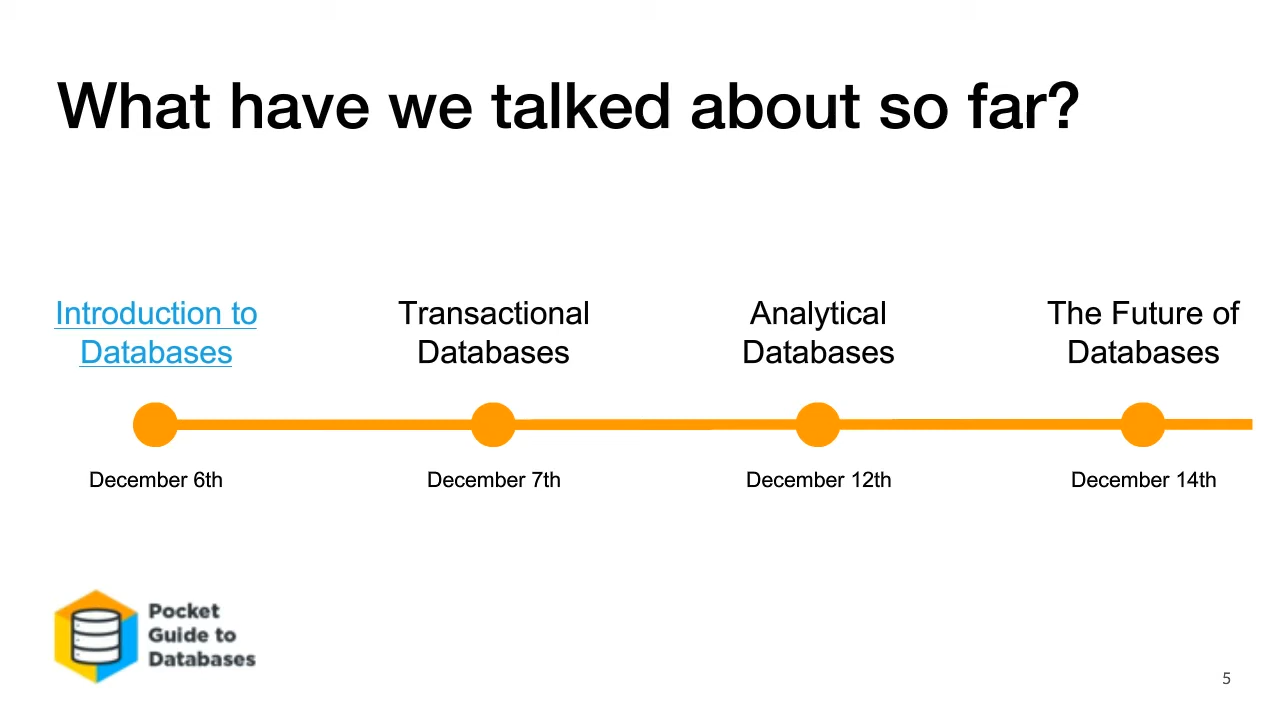 What have we talked about so far?
Introduction to
Databases
Transactional
Databases
Analytical
Databases
The Future of
Databases
December 6th
December 7th
December 12th
December 14th
Pocket
Guide to
Databases
5